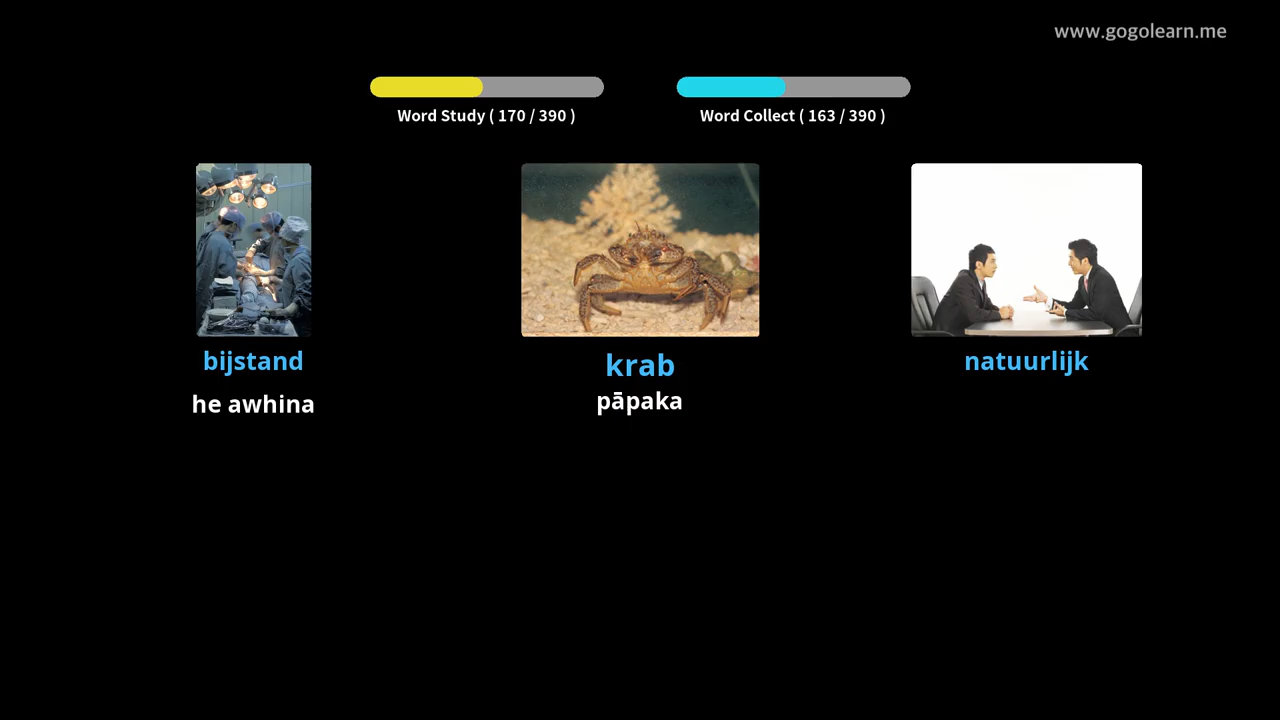 www.gogolearn.me
Word Study ( 170 / 390 )
Word Collect ( 163 / 390 )
bijstand
he awhina
krab
pāpaka
natuurlijk